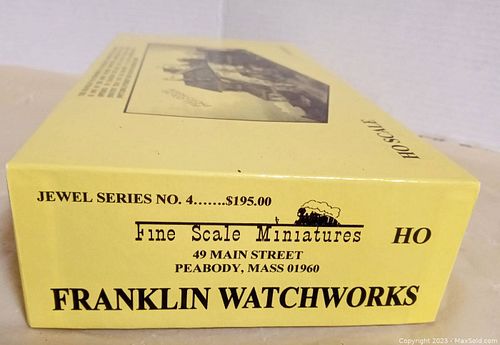 HO SCALE
JEWEL SERIES NO. 4.......$195.00
Fine Scale Miniatures
HO
49 MAIN STREET
PEABODY, MASS 01960
FRANKLIN WATCHWORKS
Copyright 2023 - MaxSold.com